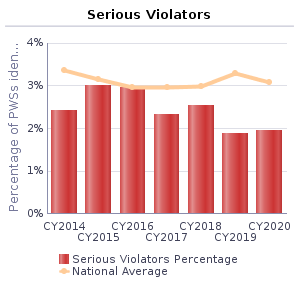 Serious Violators
Percentage of PWSs iden...
4%
3%
2%
1%
0%
CY2014 CY2016 CY2018 CY2020
CY2015 CY2017 CY2019
Serious Violators Percentage
National Average